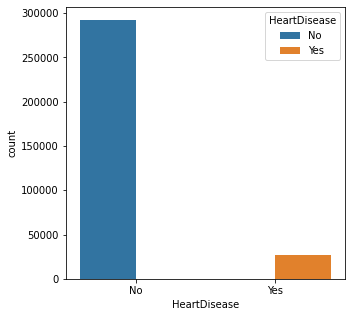 300000
250000
200000
150000
100000
50000
0
count
HeartDisease
No
Yes
No
Yes
HeartDisease